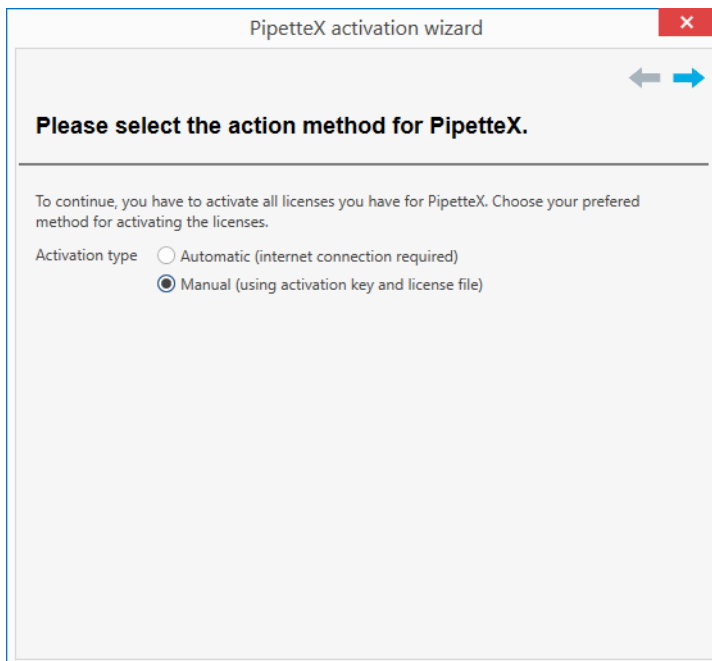 PipetteX activation wizard
Please select the action method for PipetteX.
To continue, you have to activate all licenses you have for PipetteX. Choose your prefered
method for activating the licenses.
Activation type
Automatic (internet connection required)
Manual (using activation key and license file)